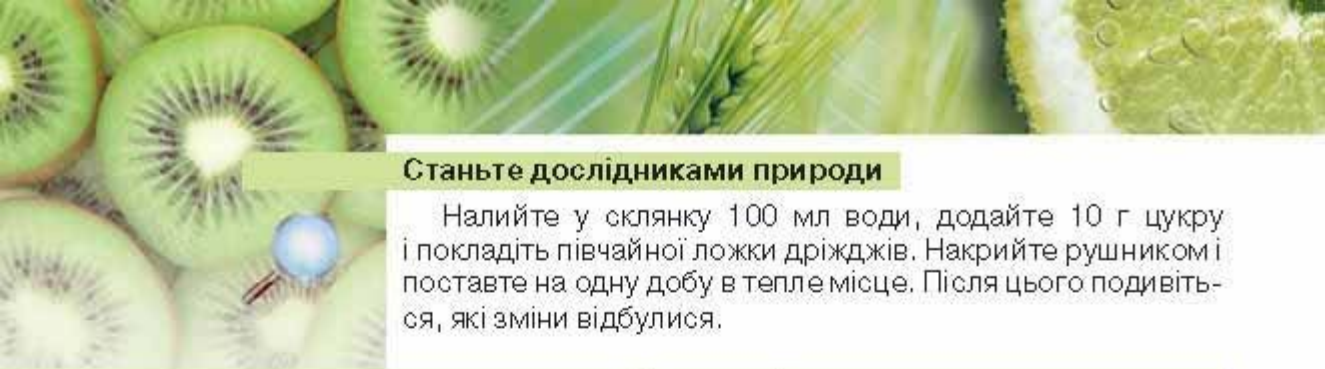 Станьте дослідниками природи
Налийте у склянку 100 мл води, додайте 10 г цукру
і покладіть півчайної ложки дріжджів. Накрийте рушником і
поставте на одну добу в тепле місце. Після цього подивіть-
ся, які зміни відбулися.